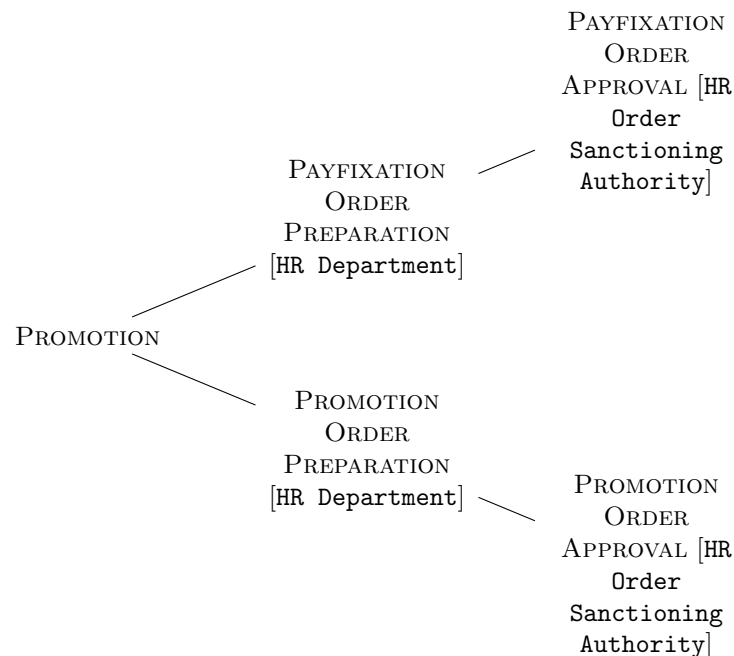 PAYFIXATION
ORDER
APPROVAL [HR
Order
Sanctioning
Authority]
PAYFIXATION
ORDER
PREPARATION
[HR Department]
PROMOTION
PROMOTION
ORDER
PREPARATION
[HR Department]
PROMOTION
ORDER
APPROVAL [HR
Order
Sanctioning
Authority]